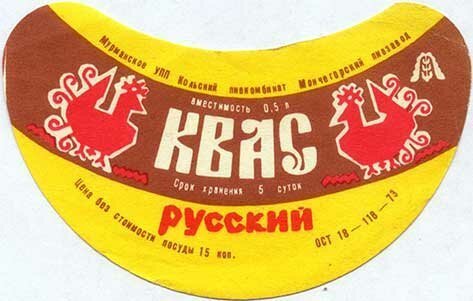 Мурманское УПП Кольский пивкомбинат Мончегорский пивзавод
вместимость 0,5 л
КВАС
Срок хранения 5 суток
РУССКИЙ
Цена без стоимости посуды 15 коп.
ОСТ 18—118—73